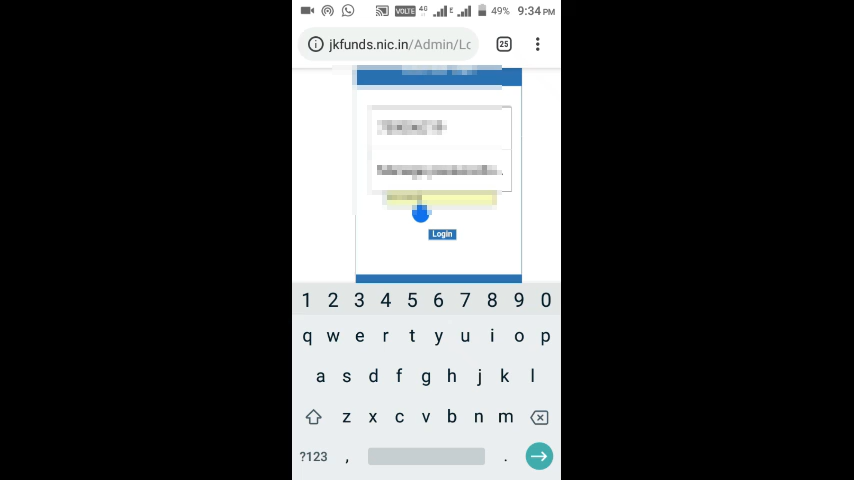 VOLTE 4G E 49% 9:34 PM
jkfunds.nic.in/Admin/Lc 25
Login
1 2 3 4 5 6 7 8 9 0
q w e r t y u i o p
a s d f g h j k l
z x c v b n m
?123 , .